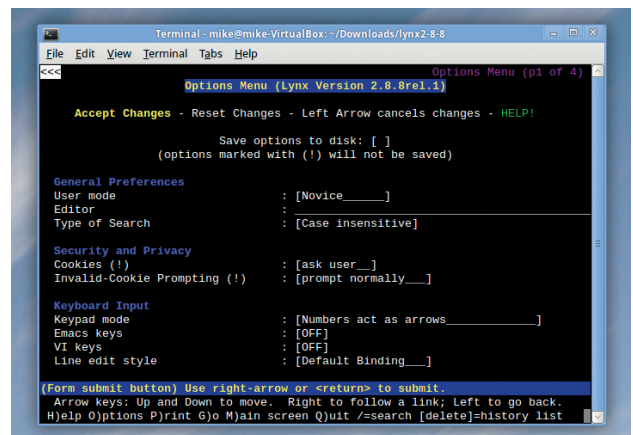 Terminal - mike@mike-VirtualBox: ~/Downloads/lynx2-8-8
File Edit View Terminal Tabs Help
<<< Options Menu (p1 of 4)
Options Menu (Lynx Version 2.8.8rel.1)
Accept Changes - Reset Changes - Left Arrow cancels changes - HELP!
Save options to disk: [ ]
(options marked with (!) will not be saved)
General Preferences
User mode : [Novice______]
Editor : ______________________________________
Type of Search : [Case insensitive]
Security and Privacy
Cookies (!) : [ask user__]
Invalid-Cookie Prompting (!) : [prompt normally___]
Keyboard Input
Keypad mode : [Numbers act as arrows_____________]
Emacs keys : [OFF]
VI keys : [OFF]
Line edit style : [Default Binding___]
(Form submit button) Use right-arrow or <return> to submit.
Arrow keys: Up and Down to move. Right to follow a link; Left to go back.
H)elp O)ptions P)rint G)o M)ain screen Q)uit /=search [delete]=history list